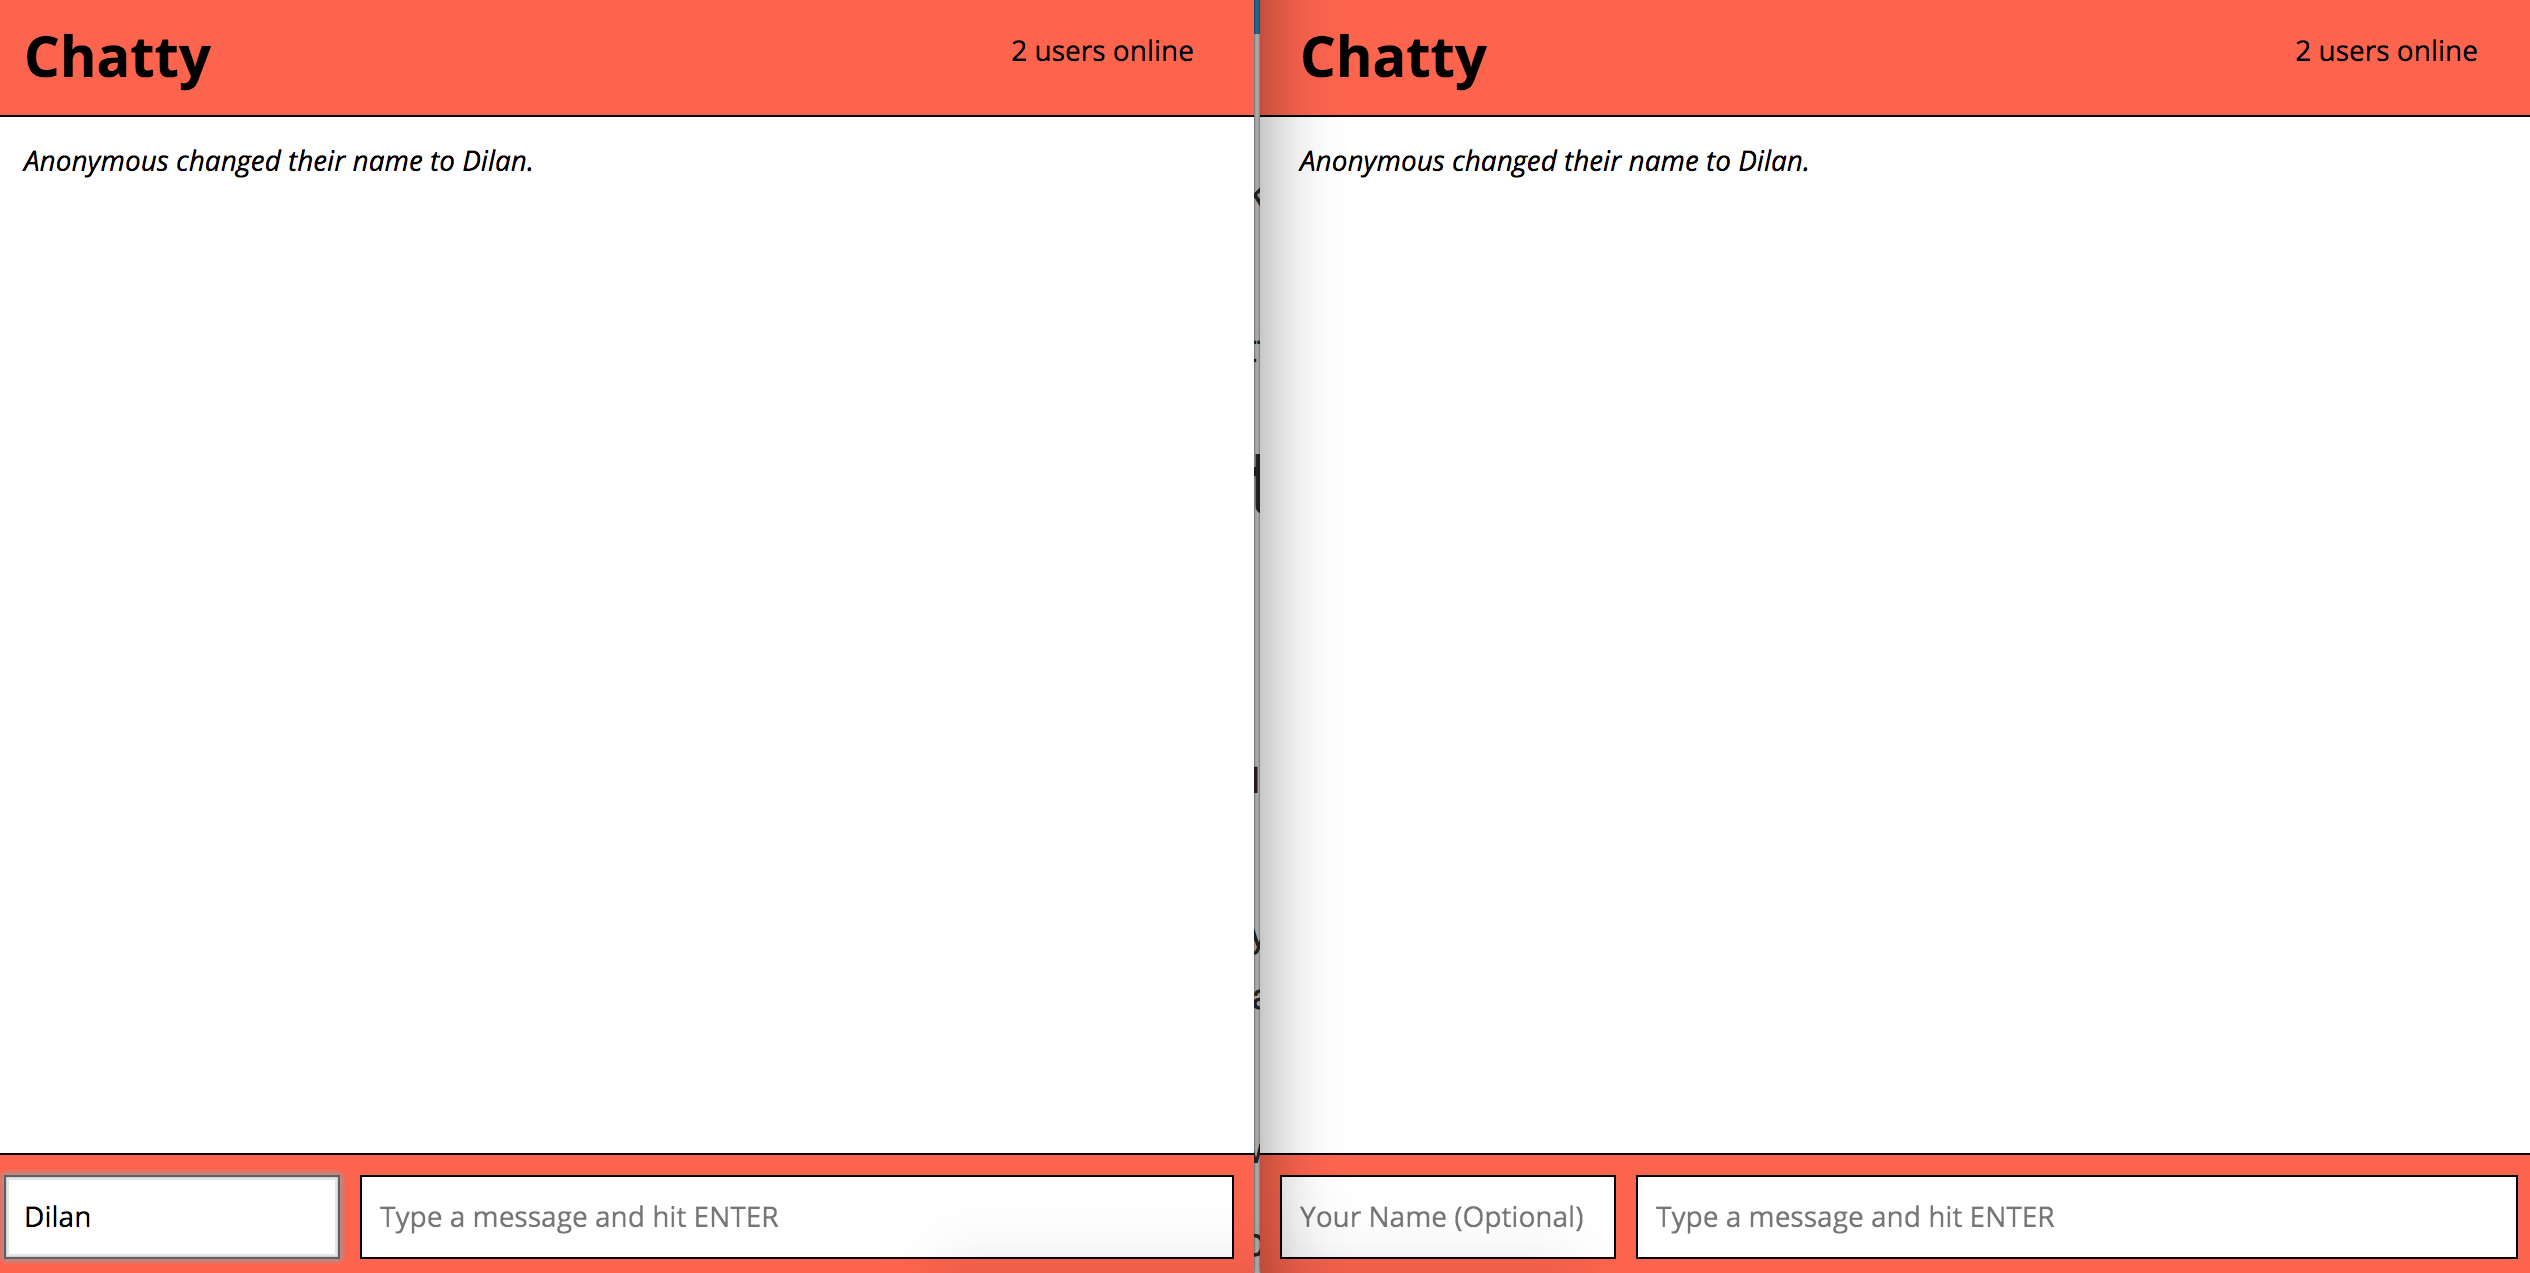 Chatty
2 users online
Anonymous changed their name to Dilan.
Dilan
Type a message and hit ENTER
Chatty
2 users online
Anonymous changed their name to Dilan.
Your Name (Optional)
Type a message and hit ENTER